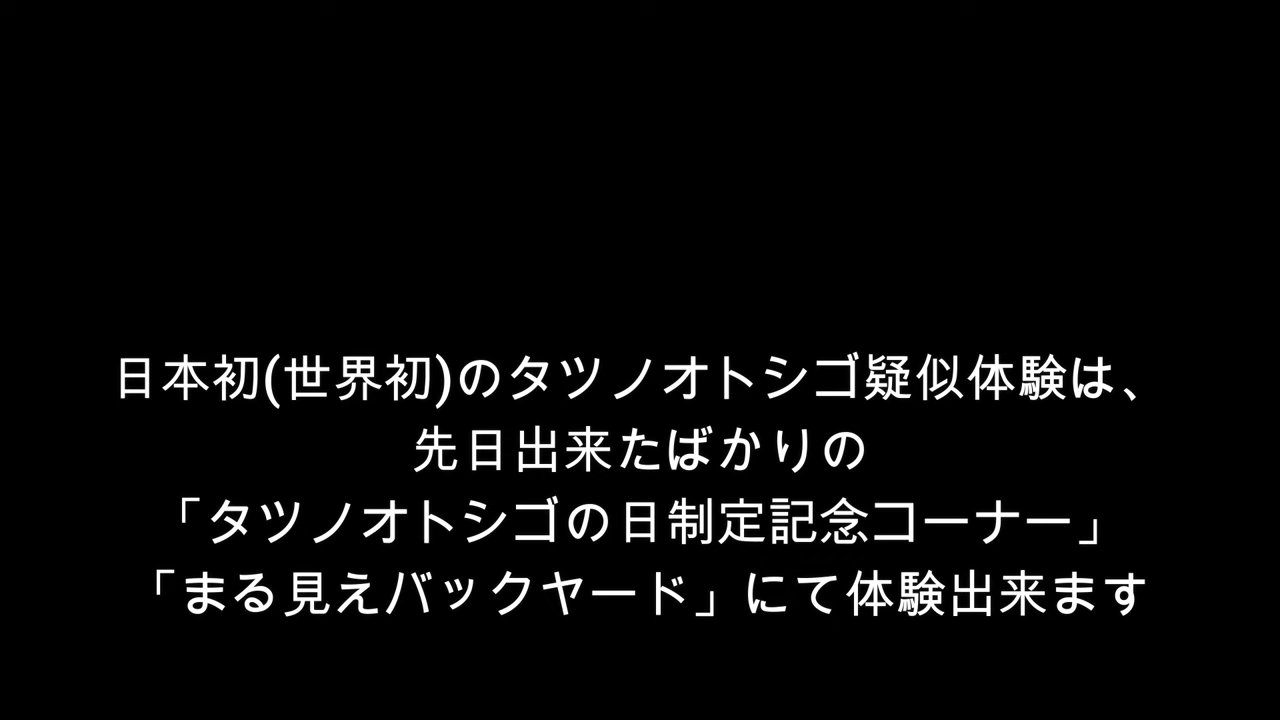 日本初(世界初)のタツノオトシゴ疑似体験は、
先日出来たばかりの
「タツノオトシゴの日制定記念コーナー」
「まる見えバックヤード」にて体験出来ます